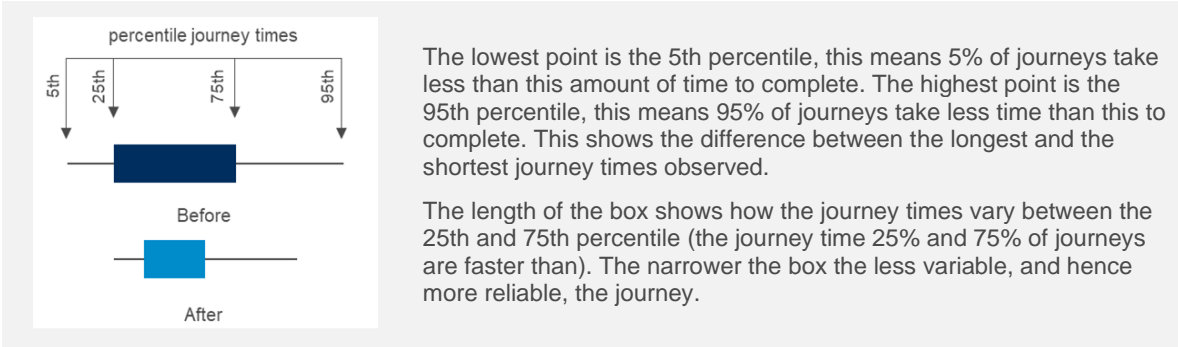 percentile journey times
5th
25th
75th
95th
Before
After
The lowest point is the 5th percentile, this means 5% of journeys take
less than this amount of time to complete. The highest point is the
95th percentile, this means 95% of journeys take less time than this to
complete. This shows the difference between the longest and the
shortest journey times observed.
The length of the box shows how the journey times vary between the
25th and 75th percentile (the journey time 25% and 75% of journeys
are faster than). The narrower the box the less variable, and hence
more reliable, the journey.